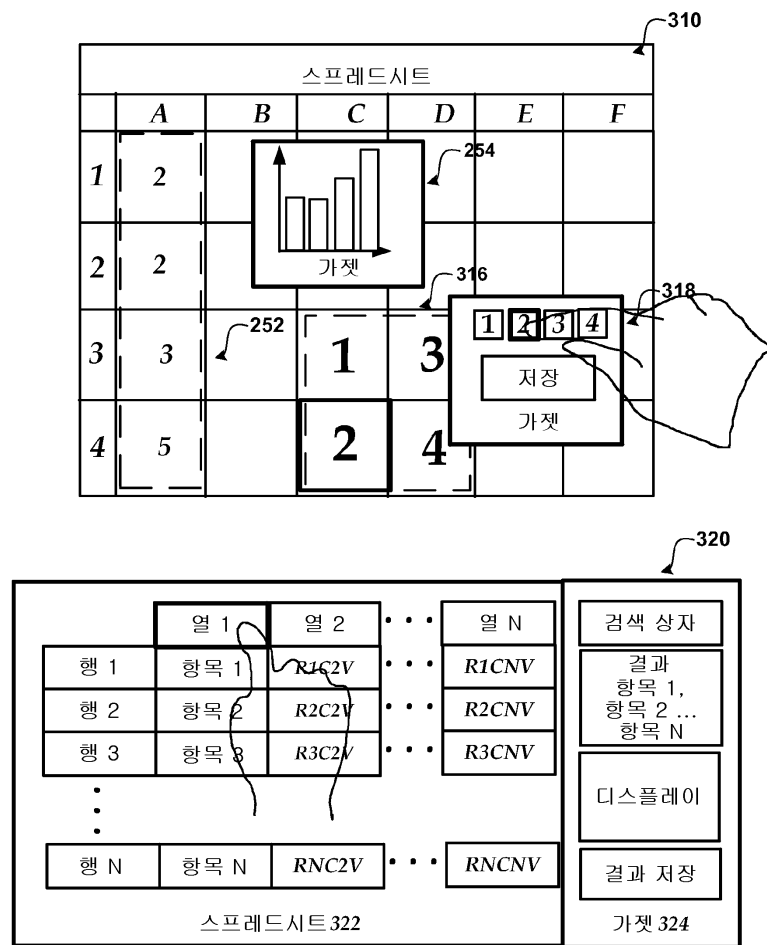 310
스프레드시트
A B C D E F
254
1 2
가젯
2 2
316
318
1 2 3 4
3 3
252
1 3
저장
가젯
4 5
2 4
320
열 1 열 2 • • • 열 N
검색 상자
행 1 항목 1 R1C2V • • • R1CNV
결과
항목 1,
항목 2 ...
항목 N
행 2 항목 2 R2C2V • • • R2CNV
행 3 항목 3 R3C2V • • • R3CNV
디스플레이
행 N 항목 N RNC2V • • • RNCNV
결과 저장
스프레드시트 322
가젯 324